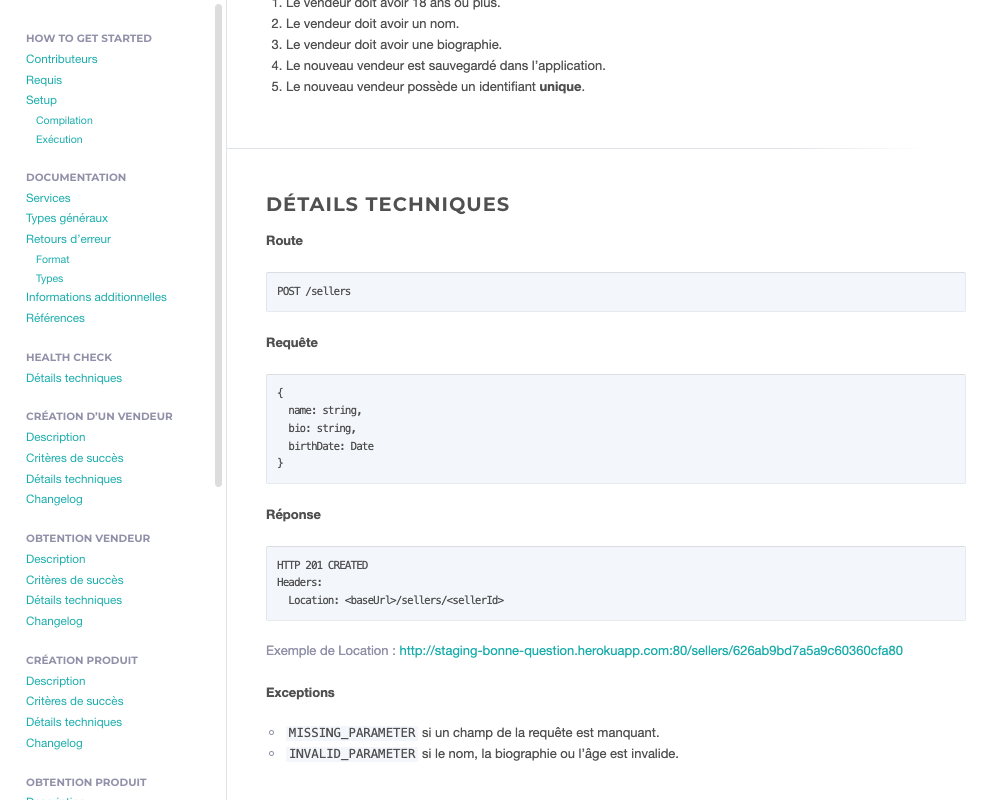 HOW TO GET STARTED
Contributeurs
Requis
Setup
Compilation
Exécution
DOCUMENTATION
Services
Types généraux
Retours d'erreur
Format
Types
Informations additionnelles
Références
HEALTH CHECK
Détails techniques
CRÉATION D'UN VENDEUR
Description
Critères de succès
Détails techniques
Changelog
OBTENTION VENDEUR
Description
Critères de succès
Détails techniques
Changelog
CRÉATION PRODUIT
Description
Critères de succès
Détails techniques
Changelog
OBTENTION PRODUIT
Description
1. Le vendeur doit avoir 18 ans ou plus.
2. Le vendeur doit avoir un nom.
3. Le vendeur doit avoir une biographie.
4. Le nouveau vendeur est sauvegardé dans l'application.
5. Le nouveau vendeur possède un identifiant unique.
DÉTAILS TECHNIQUES
Route
POST /sellers
Requête
{
  name: string,
  bio: string,
  birthDate: Date
}
Réponse
HTTP 201 CREATED
Headers:
  Location: <baseUrl>/sellers/<sellerId>
Exemple de Location : http://staging-bonne-question.herokuapp.com:80/sellers/626ab9bd7a5a9c60360cfa80
Exceptions
MISSING_PARAMETER si un champ de la requête est manquant.
INVALID_PARAMETER si le nom, la biographie ou l'âge est invalide.